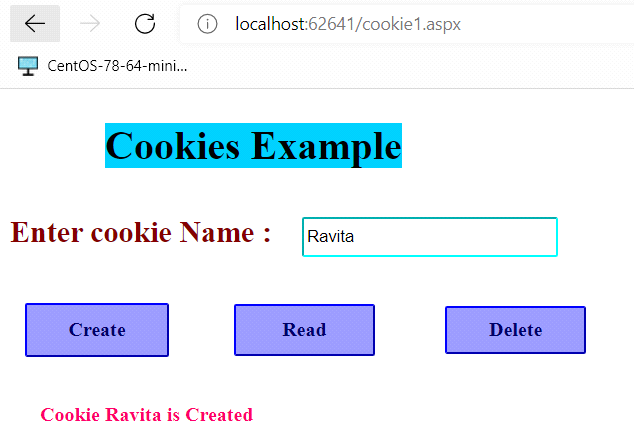 localhost:62641/cookie1.aspx
CentOS-78-64-mini...
Cookies Example
Enter cookie Name : Ravita
Create Read Delete
Cookie Ravita is Created